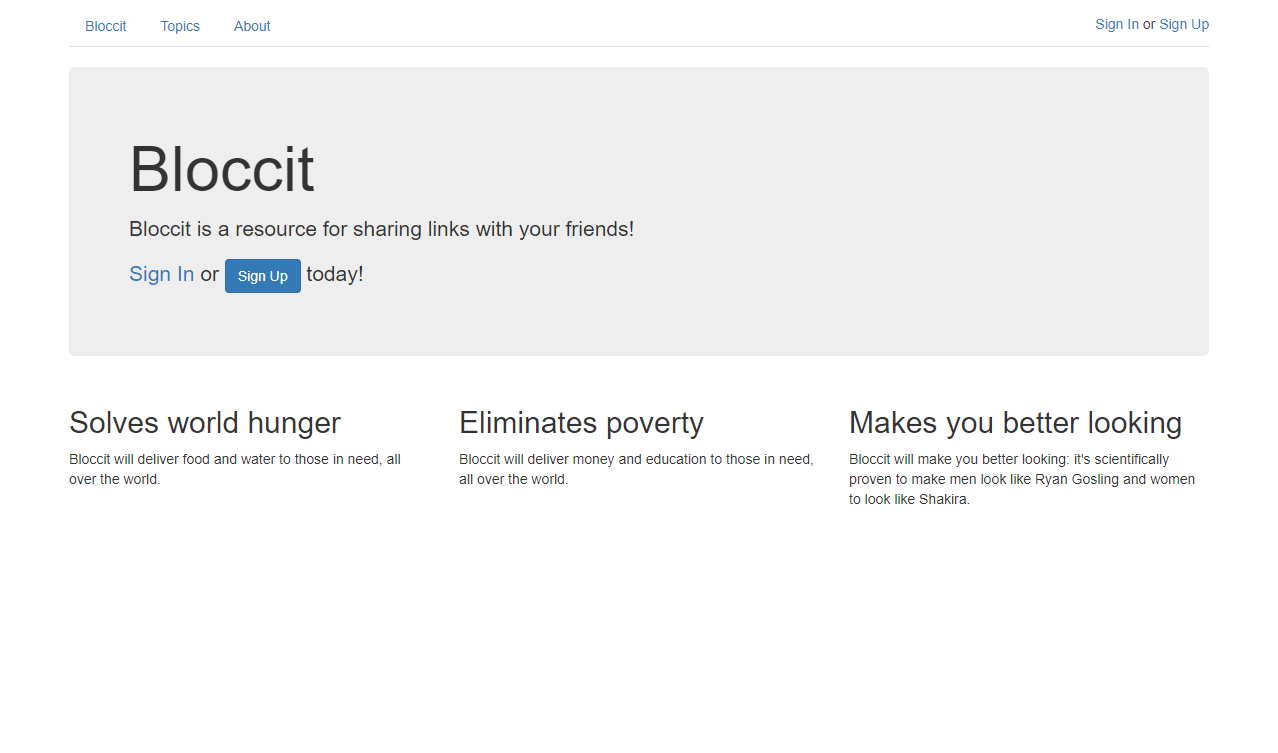 Bloccit Topics About Sign In or Sign Up
Bloccit
Bloccit is a resource for sharing links with your friends!
Sign In or Sign Up today!
Solves world hunger
Bloccit will deliver food and water to those in need, all
over the world.
Eliminates poverty
Bloccit will deliver money and education to those in need,
all over the world.
Makes you better looking
Bloccit will make you better looking: it's scientifically
proven to make men look like Ryan Gosling and women
to look like Shakira.